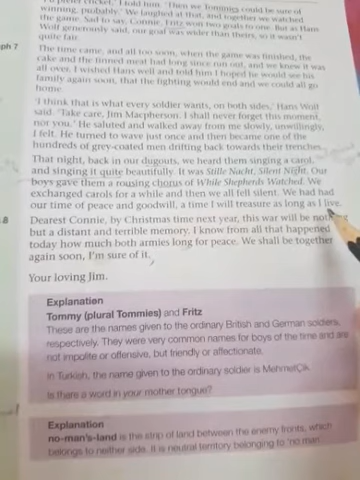 prefer cricket,' I told him. 'Then we Tommies could be sure of
winning, probably.' We laughed at that, and together we watched
the game. Sad to say, Connie, Fritz won two goals to one. But as Hans
Wolf generously said, our goal was wider than theirs, so it wasn't
quite fair.
ph 7
The time came, and all too soon, when the game was finished, the
cake and the tinned meat had long since run out, and we knew it was
all over. I wished Hans well and told him I hoped he would see his
family again soon, that the fighting would end and we could all go
home.
'I think that is what every soldier wants, on both sides,' Hans Wolf
said. 'Take care, Jim Macpherson. I shall never forget this moment,
nor you.' He saluted and walked away from me slowly, unwillingly,
I felt. He turned to wave just once and then became one of the
hundreds of grey-coated men drifting back towards their trenches.
That night, back in our dugouts, we heard them singing a carol,
and singing it quite beautifully. It was Stille Nacht, Silent Night. Our
boys gave them a rousing chorus of While Shepherds Watched. We
exchanged carols for a while and then we all fell silent. We had had
our time of peace and goodwill, a time I will treasure as long as I live.
8
Dearest Connie, by Christmas time next year, this war will be nothing
but a distant and terrible memory. I know from all that happened
today how much both armies long for peace. We shall be together
again soon, I'm sure of it.
Your loving Jim.
Explanation
Tommy (plural Tommies) and Fritz
These are the names given to the ordinary British and German soldiers,
respectively. They were very common names for boys of the time and are
not impolite or offensive, but friendly or affectionate.
In Turkish, the name given to the ordinary soldier is Mehmetçik.
Is there a word in your mother tongue?
Explanation
no-man's-land is the strip of land between the enemy fronts, which
belongs to neither side. It is neutral territory belonging to 'no man'